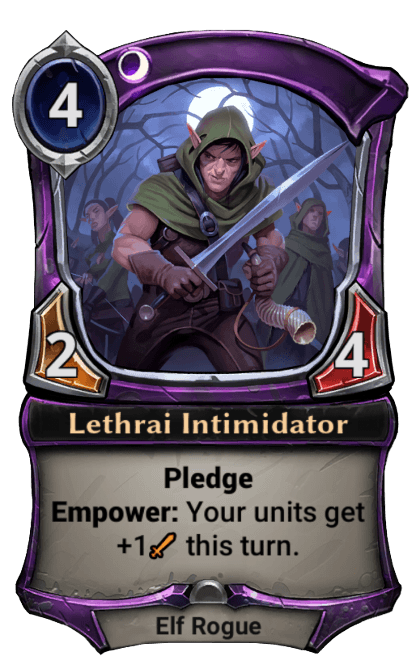 4
2
4
Lethrai Intimidator
Pledge
Empower: Your units get
+1 this turn.
Elf Rogue